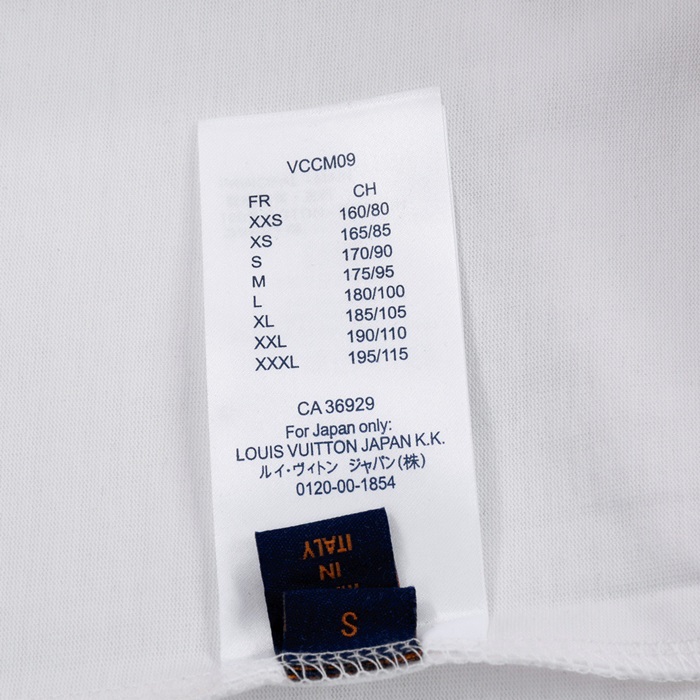 VCCM09
FR CH
XXS 160/80
XS 165/85
S 170/90
M 175/95
L 180/100
XL 185/105
XXL 190/110
XXXL 195/115
CA 36929
For Japan only:
LOUIS VUITTON JAPAN K.K.
ルイ・ヴィトン ジャパン(株)
0120-00-1854
IN
ITALY
S